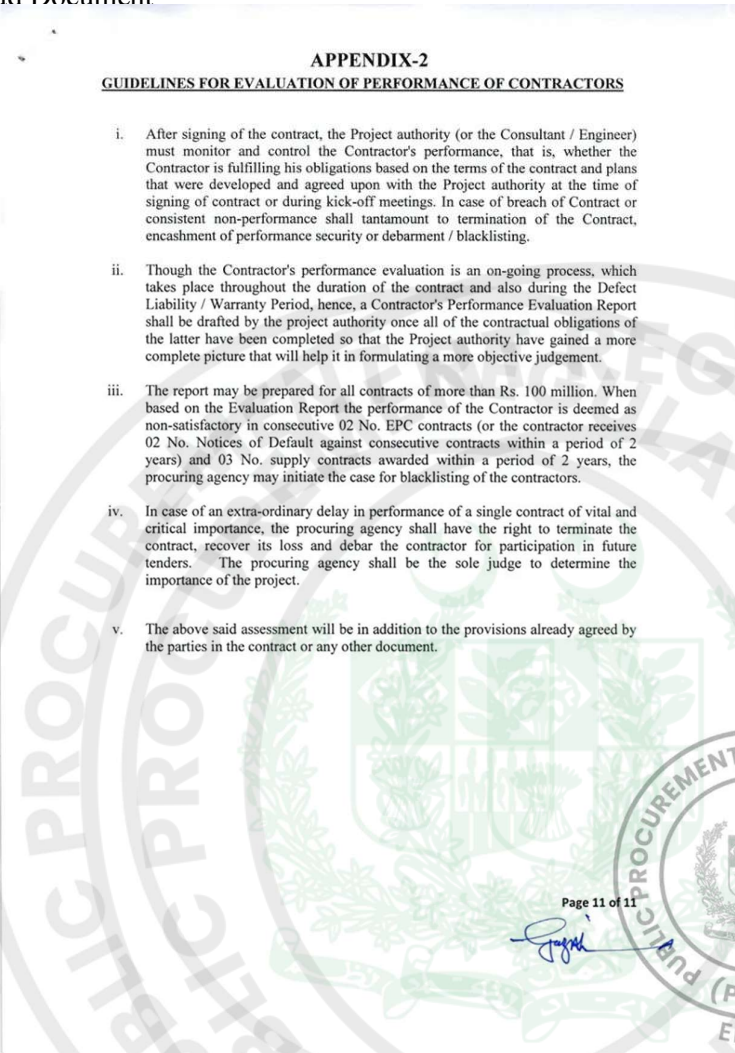 APPENDIX-2
GUIDELINES FOR EVALUATION OF PERFORMANCE OF CONTRACTORS
i. After signing of the contract, the Project authority (or the Consultant / Engineer)
must monitor and control the Contractor's performance, that is, whether the
Contractor is fulfilling his obligations based on the terms of the contract and plans
that were developed and agreed upon with the Project authority at the time of
signing of contract or during kick-off meetings. In case of breach of Contract or
consistent non-performance shall tantamount to termination of the Contract,
encashment of performance security or debarment / blacklisting.
ii. Though the Contractor's performance evaluation is an on-going process, which
takes place throughout the duration of the contract and also during the Defect
Liability / Warranty Period, hence, a Contractor's Performance Evaluation Report
shall be drafted by the project authority once all of the contractual obligations of
the latter have been completed so that the Project authority have gained a more
complete picture that will help it in formulating a more objective judgement.
iii. The report may be prepared for all contracts of more than Rs. 100 million. When
based on the Evaluation Report the performance of the Contractor is deemed as
non-satisfactory in consecutive 02 No. EPC contracts (or the contractor receives
02 No. Notices of Default against consecutive contracts within a period of 2
years) and 03 No. supply contracts awarded within a period of 2 years, the
procuring agency may initiate the case for blacklisting of the contractors.
iv. In case of an extra-ordinary delay in performance of a single contract of vital and
critical importance, the procuring agency shall have the right to terminate the
contract, recover its loss and debar the contractor for participation in future
tenders. The procuring agency shall be the sole judge to determine the
importance of the project.
v. The above said assessment will be in addition to the provisions already agreed by
the parties in the contract or any other document.
Page 11 of 11
PUBLIC PROCUREMENT
PUBLIC PROCUREMENT